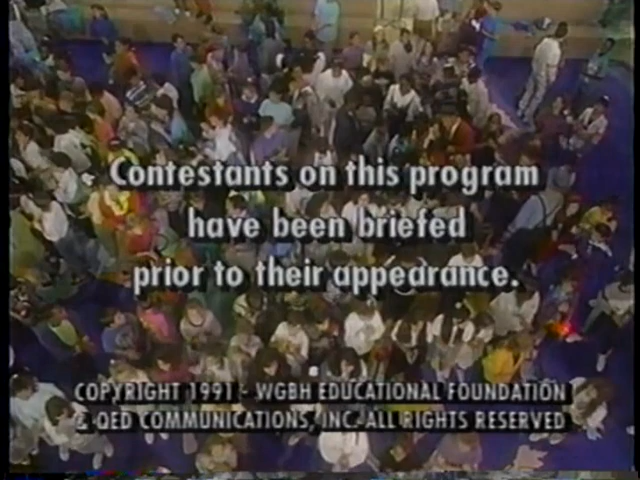 Contestants on this program
have been briefed
prior to their appearance.
COPYRIGHT 1991 - WGBH EDUCATIONAL FOUNDATION
& QED COMMUNICATIONS, INC. ALL RIGHTS RESERVED